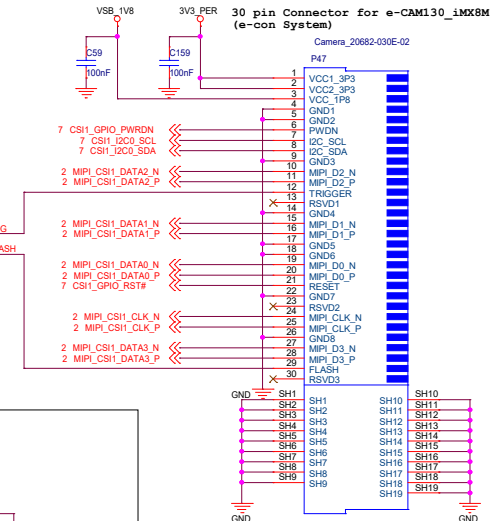 VSB_1V8
3V3_PER
30 pin Connector for e-CAM130_iMX8M
(e-con System)
Camera_20682-030E-02
C59
C159
P47
100nF
100nF
1 VCC1_3P3
2 VCC2_3P3
3 VCC_1P8
4 GND1
5 GND2
7 CSI1_GPIO_PWRDN 6 PWDN
7 CSI1_I2C0_SCL 7 I2C_SCL
7 CSI1_I2C0_SDA 8 I2C_SDA
9 GND3
2 MIPI_CSI1_DATA2_N 10 MIPI_D2_N
2 MIPI_CSI1_DATA2_P 11 MIPI_D2_P
12 TRIGGER
13 RSVD1
14 GND4
2 MIPI_CSI1_DATA1_N 15 MIPI_D1_N
G 2 MIPI_CSI1_DATA1_P 16 MIPI_D1_P
17 GND5
ASH 18 GND6
2 MIPI_CSI1_DATA0_N 19 MIPI_D0_N
2 MIPI_CSI1_DATA0_P 20 MIPI_D0_P
7 CSI1_GPIO_RST# 21 RESET
22 GND7
23 RSVD2
2 MIPI_CSI1_CLK_N 24 MIPI_CLK_N
2 MIPI_CSI1_CLK_P 25 MIPI_CLK_P
26 GND8
2 MIPI_CSI1_DATA3_N 27 MIPI_D3_N
2 MIPI_CSI1_DATA3_P 28 MIPI_D3_P
29 FLASH
30 RSVD3
GND
SH1 SH1 SH10 SH10
SH2 SH2 SH11 SH11
SH3 SH3 SH12 SH12
SH4 SH4 SH13 SH13
SH5 SH5 SH14 SH14
SH6 SH6 SH15 SH15
SH7 SH7 SH16 SH16
SH8 SH8 SH17 SH17
SH9 SH9 SH18 SH18
SH19 SH19
GND
GND